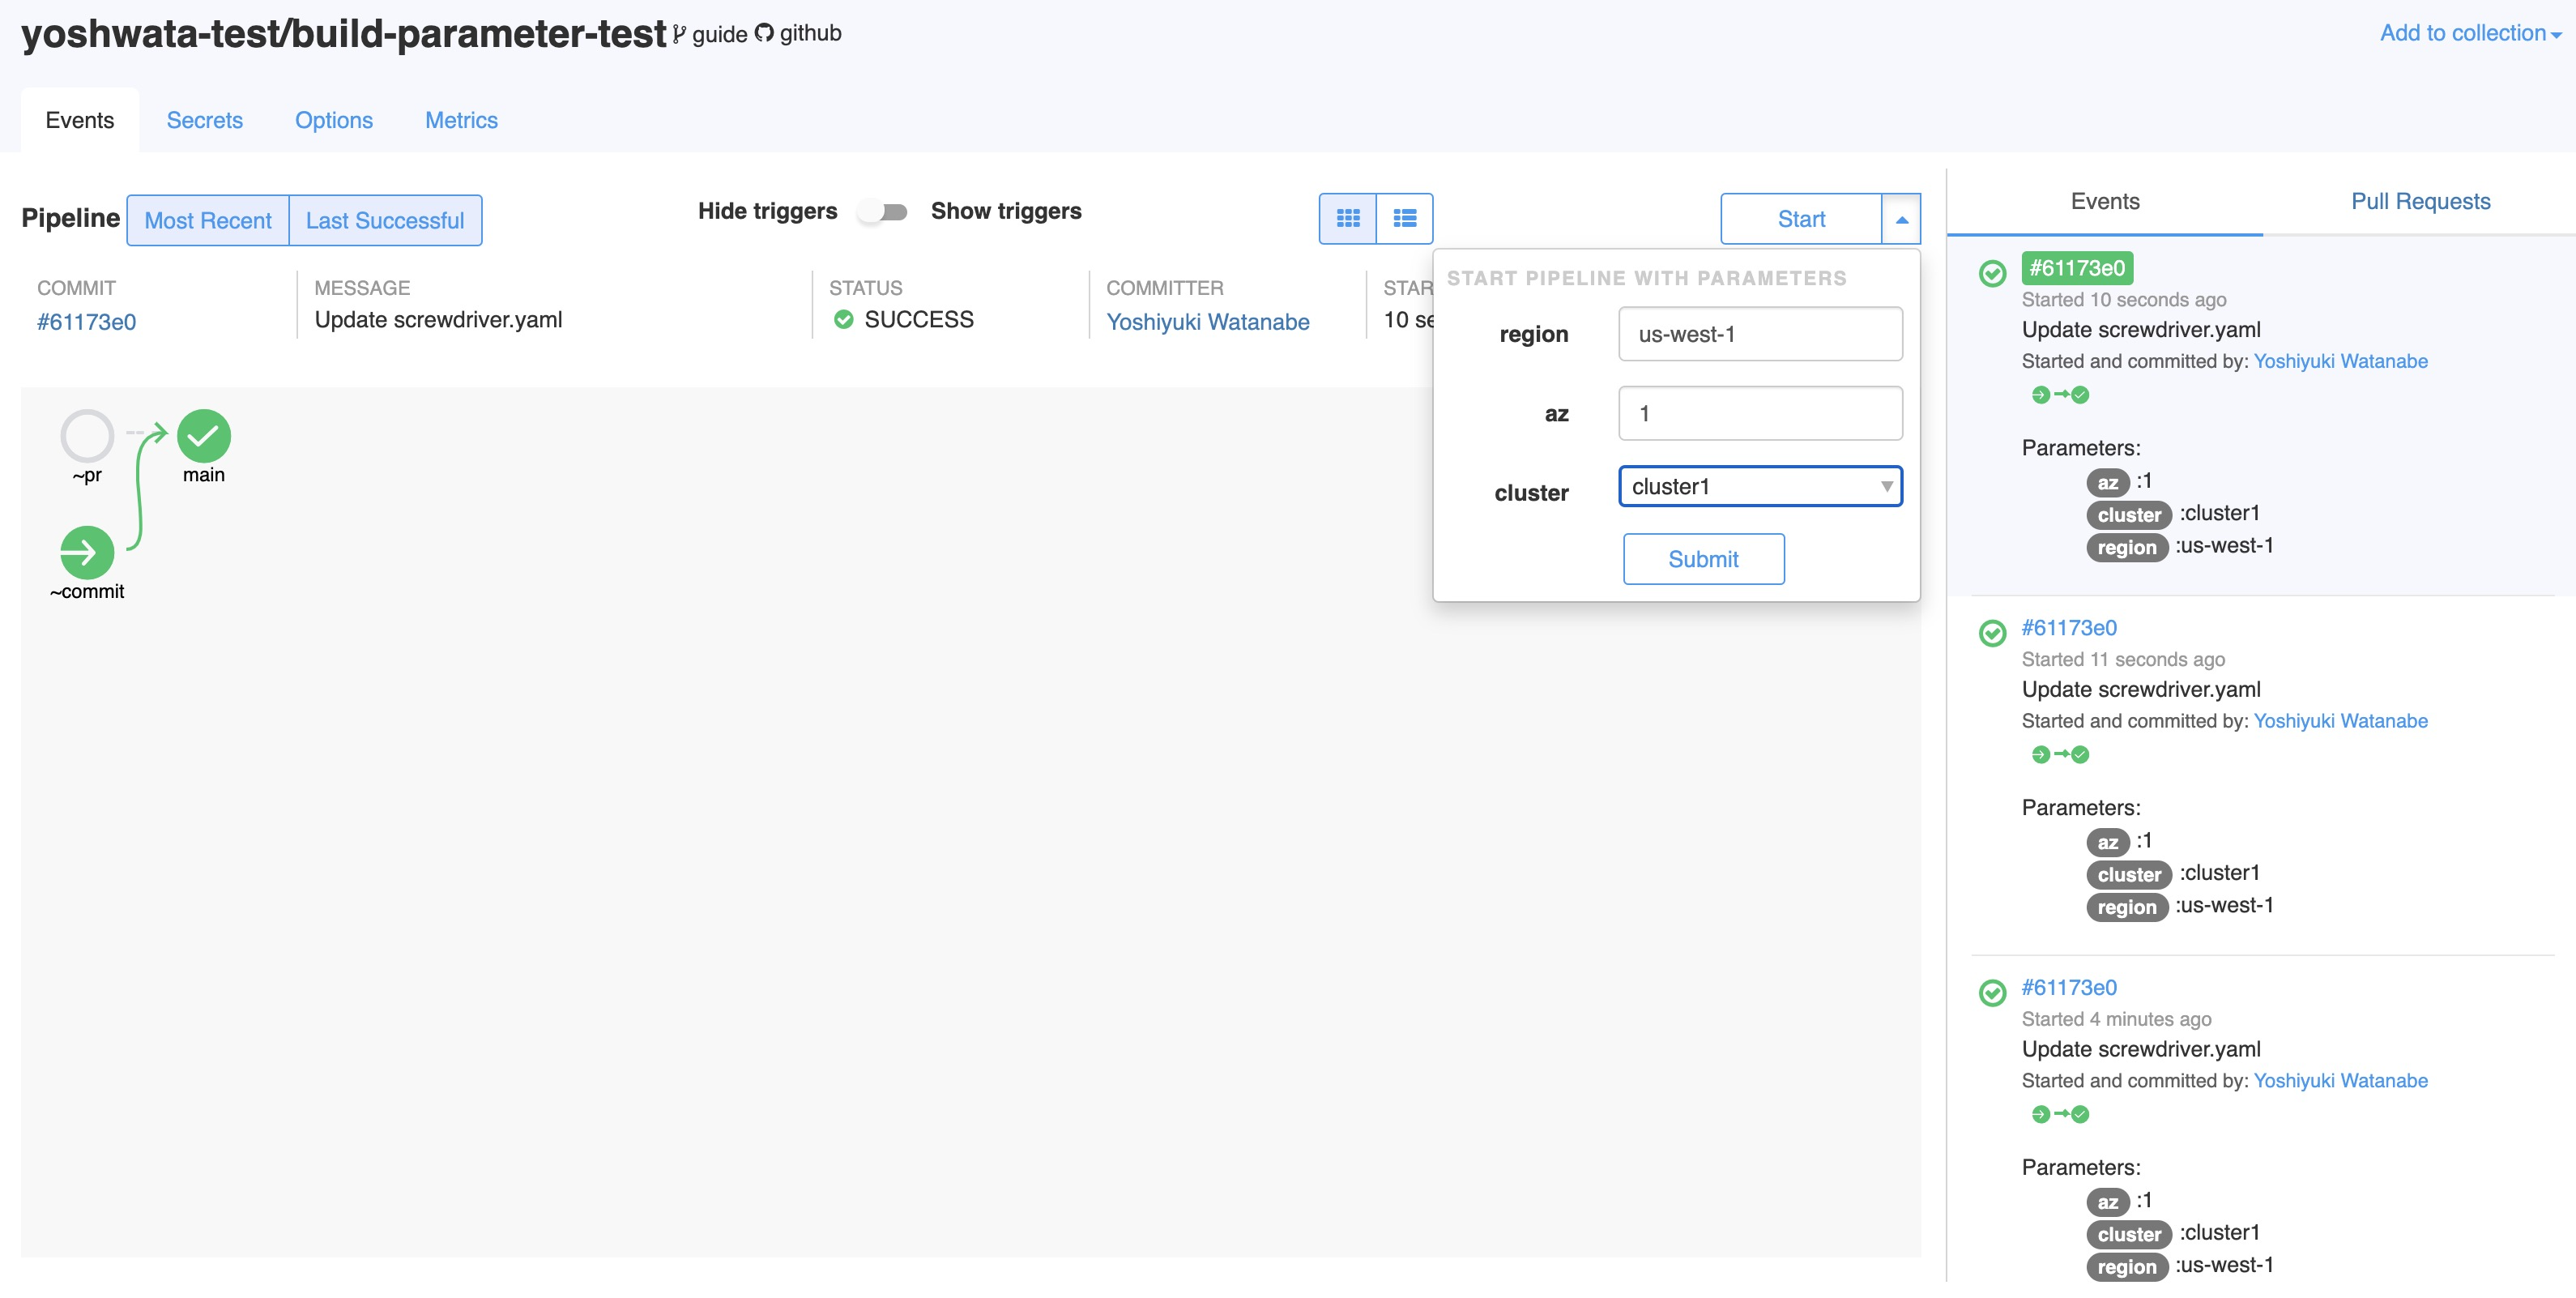 yoshwata-test/build-parameter-test guide github
Add to collection
Events Secrets Options Metrics
Pipeline Most Recent Last Successful
Hide triggers Show triggers
Start
COMMIT
#61173e0
MESSAGE
Update screwdriver.yaml
STATUS
SUCCESS
COMMITTER
Yoshiyuki Watanabe
STAR
10 se
START PIPELINE WITH PARAMETERS
region us-west-1
az 1
cluster cluster1
Submit
~pr
main
~commit
Events Pull Requests
#61173e0
Started 10 seconds ago
Update screwdriver.yaml
Started and committed by: Yoshiyuki Watanabe
Parameters:
az :1
cluster :cluster1
region :us-west-1
#61173e0
Started 11 seconds ago
Update screwdriver.yaml
Started and committed by: Yoshiyuki Watanabe
Parameters:
az :1
cluster :cluster1
region :us-west-1
#61173e0
Started 4 minutes ago
Update screwdriver.yaml
Started and committed by: Yoshiyuki Watanabe
Parameters:
az :1
cluster :cluster1
region :us-west-1